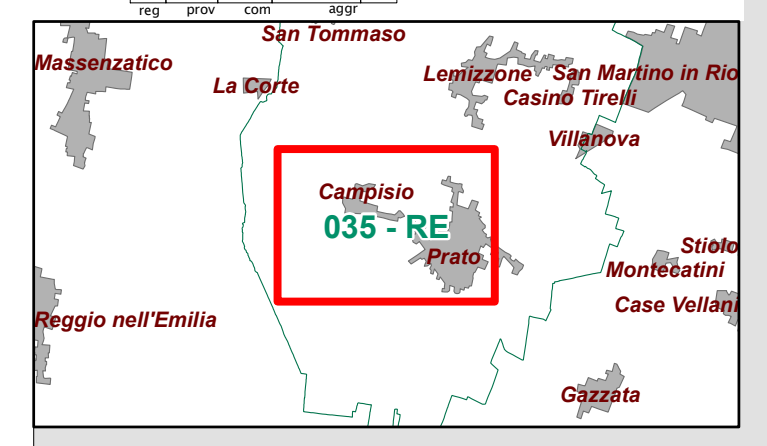 reg prov com aggr
San Tommaso
Massenzatico
La Corte
Lemizzone
San Martino in Rio
Casino Tirelli
Villanova
Campisio
035 - RE
Prato
Stiolo
Montecatini
Case Vellani
Reggio nell'Emilia
Gazzata